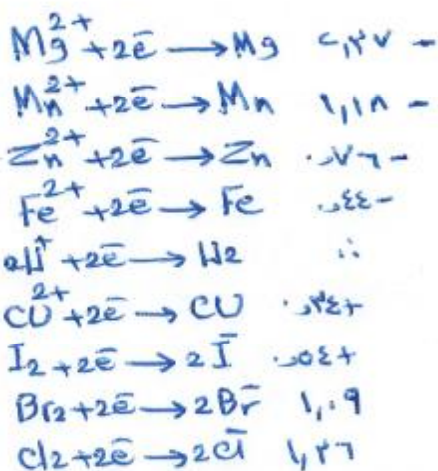 Mg²⁺ + 2e⁻ → Mg ٢,٣٧ -
Mn²⁺ + 2e⁻ → Mn ١,١٨ -
Zn²⁺ + 2e⁻ → Zn ٠,٧٦ -
Fe²⁺ + 2e⁻ → Fe ٠,٤٤ -
2H⁺ + 2e⁻ → H2 ٠,٠
CU²⁺ + 2e⁻ → CU ٠,٣٤ +
I2 + 2e⁻ → 2I⁻ ٠,٥٤ +
Br2 + 2e⁻ → 2Br⁻ ١,٠٩
Cl2 + 2e⁻ → 2Cl⁻ ١,٣٦